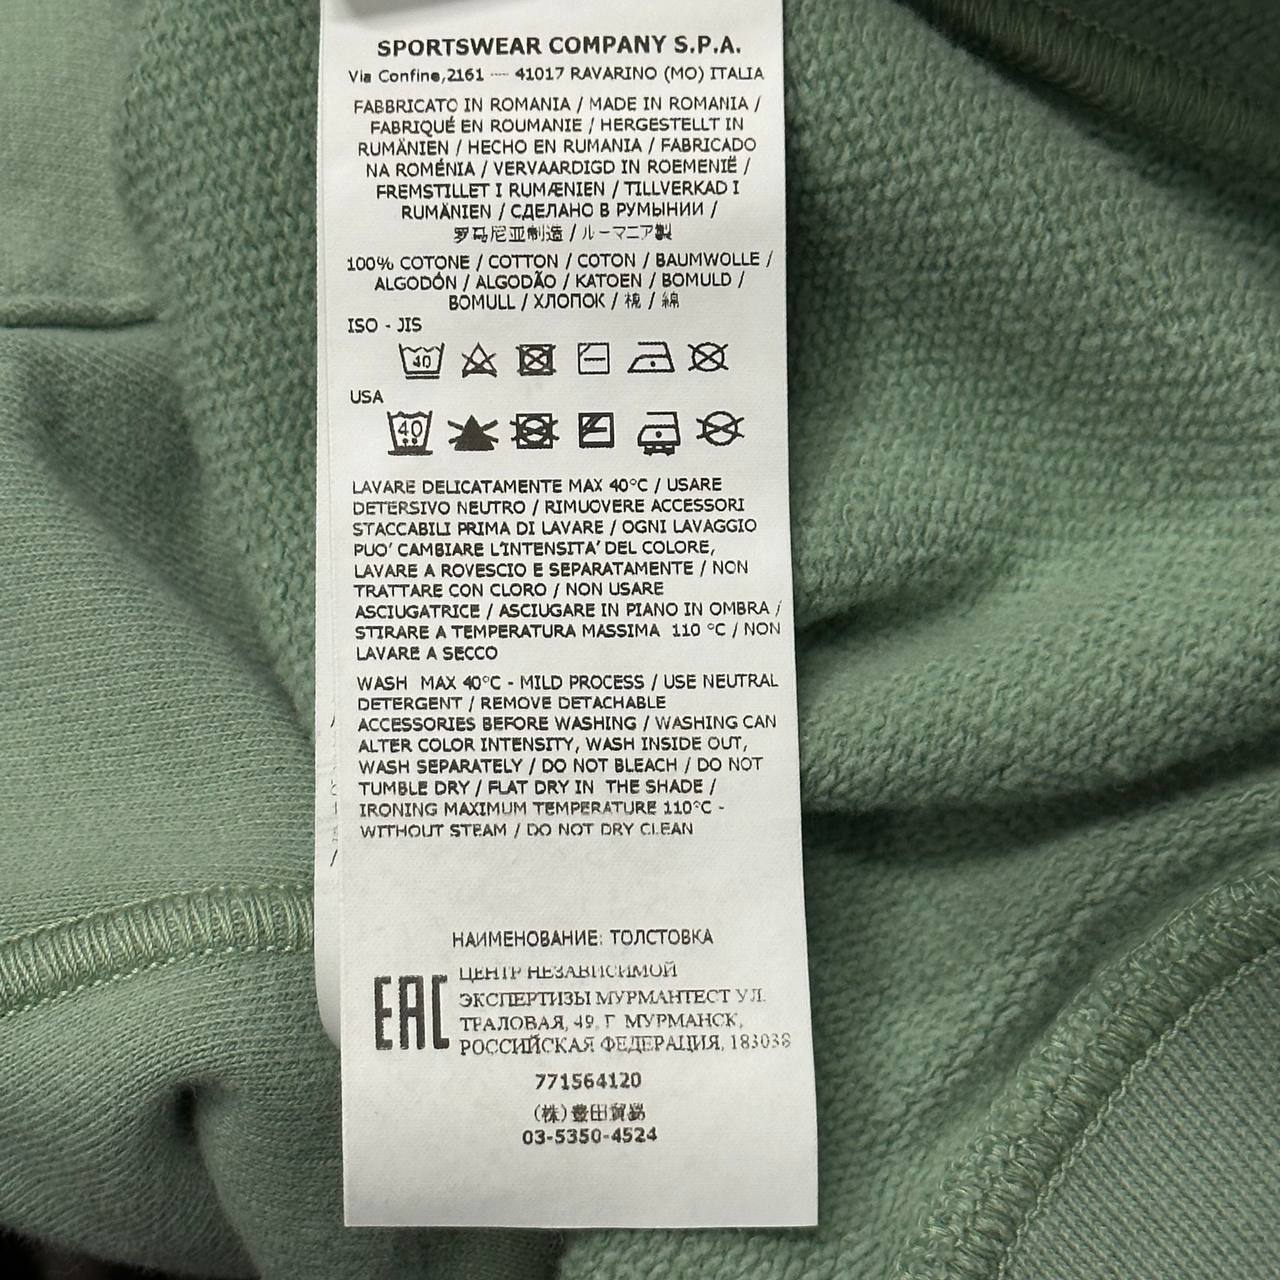 SPORTSWEAR COMPANY S.P.A.
Via Confine,2161 --- 41017 RAVARINO (MO) ITALIA
FABBRICATO IN ROMANIA / MADE IN ROMANIA /
FABRIQUÉ EN ROUMANIE / HERGESTELLT IN
RUMÄNIEN / HECHO EN RUMANIA / FABRICADO
NA ROMÉNIA / VERVAARDIGD IN ROEMENIË /
FREMSTILLET I RUMÆNIEN / TILLVERKAD I
RUMÄNIEN / СДЕЛАНО В РУМЫНИИ /
罗马尼亚制造 / ルーマニア製
100% COTONE / COTTON / COTON / BAUMWOLLE /
ALGODÓN / ALGODÃO / KATOEN / BOMULD /
BOMULL / ХЛОПОК / 棉 / 綿
ISO - JIS
40
USA
40
LAVARE DELICATAMENTE MAX 40°C / USARE
DETERSIVO NEUTRO / RIMUOVERE ACCESSORI
STACCABILI PRIMA DI LAVARE / OGNI LAVAGGIO
PUO' CAMBIARE L'INTENSITA' DEL COLORE,
LAVARE A ROVESCIO E SEPARATAMENTE / NON
TRATTARE CON CLORO / NON USARE
ASCIUGATRICE / ASCIUGARE IN PIANO IN OMBRA /
STIRARE A TEMPERATURA MASSIMA 110 °C / NON
LAVARE A SECCO
WASH MAX 40°C - MILD PROCESS / USE NEUTRAL
DETERGENT / REMOVE DETACHABLE
ACCESSORIES BEFORE WASHING / WASHING CAN
ALTER COLOR INTENSITY, WASH INSIDE OUT,
WASH SEPARATELY / DO NOT BLEACH / DO NOT
TUMBLE DRY / FLAT DRY IN THE SHADE /
IRONING MAXIMUM TEMPERATURE 110°C -
WITHOUT STEAM / DO NOT DRY CLEAN
НАИМЕНОВАНИЕ: ТОЛСТОВКА
EAC
ЦЕНТР НЕЗАВИСИМОЙ
ЭКСПЕРТИЗЫ МУРМАНТЕСТ УЛ.
ТРАЛОВАЯ, 49, Г. МУРМАНСК,
РОССИЙСКАЯ ФЕДЕРАЦИЯ, 183038
771564120
(株)豊田貿易
03-5350-4524